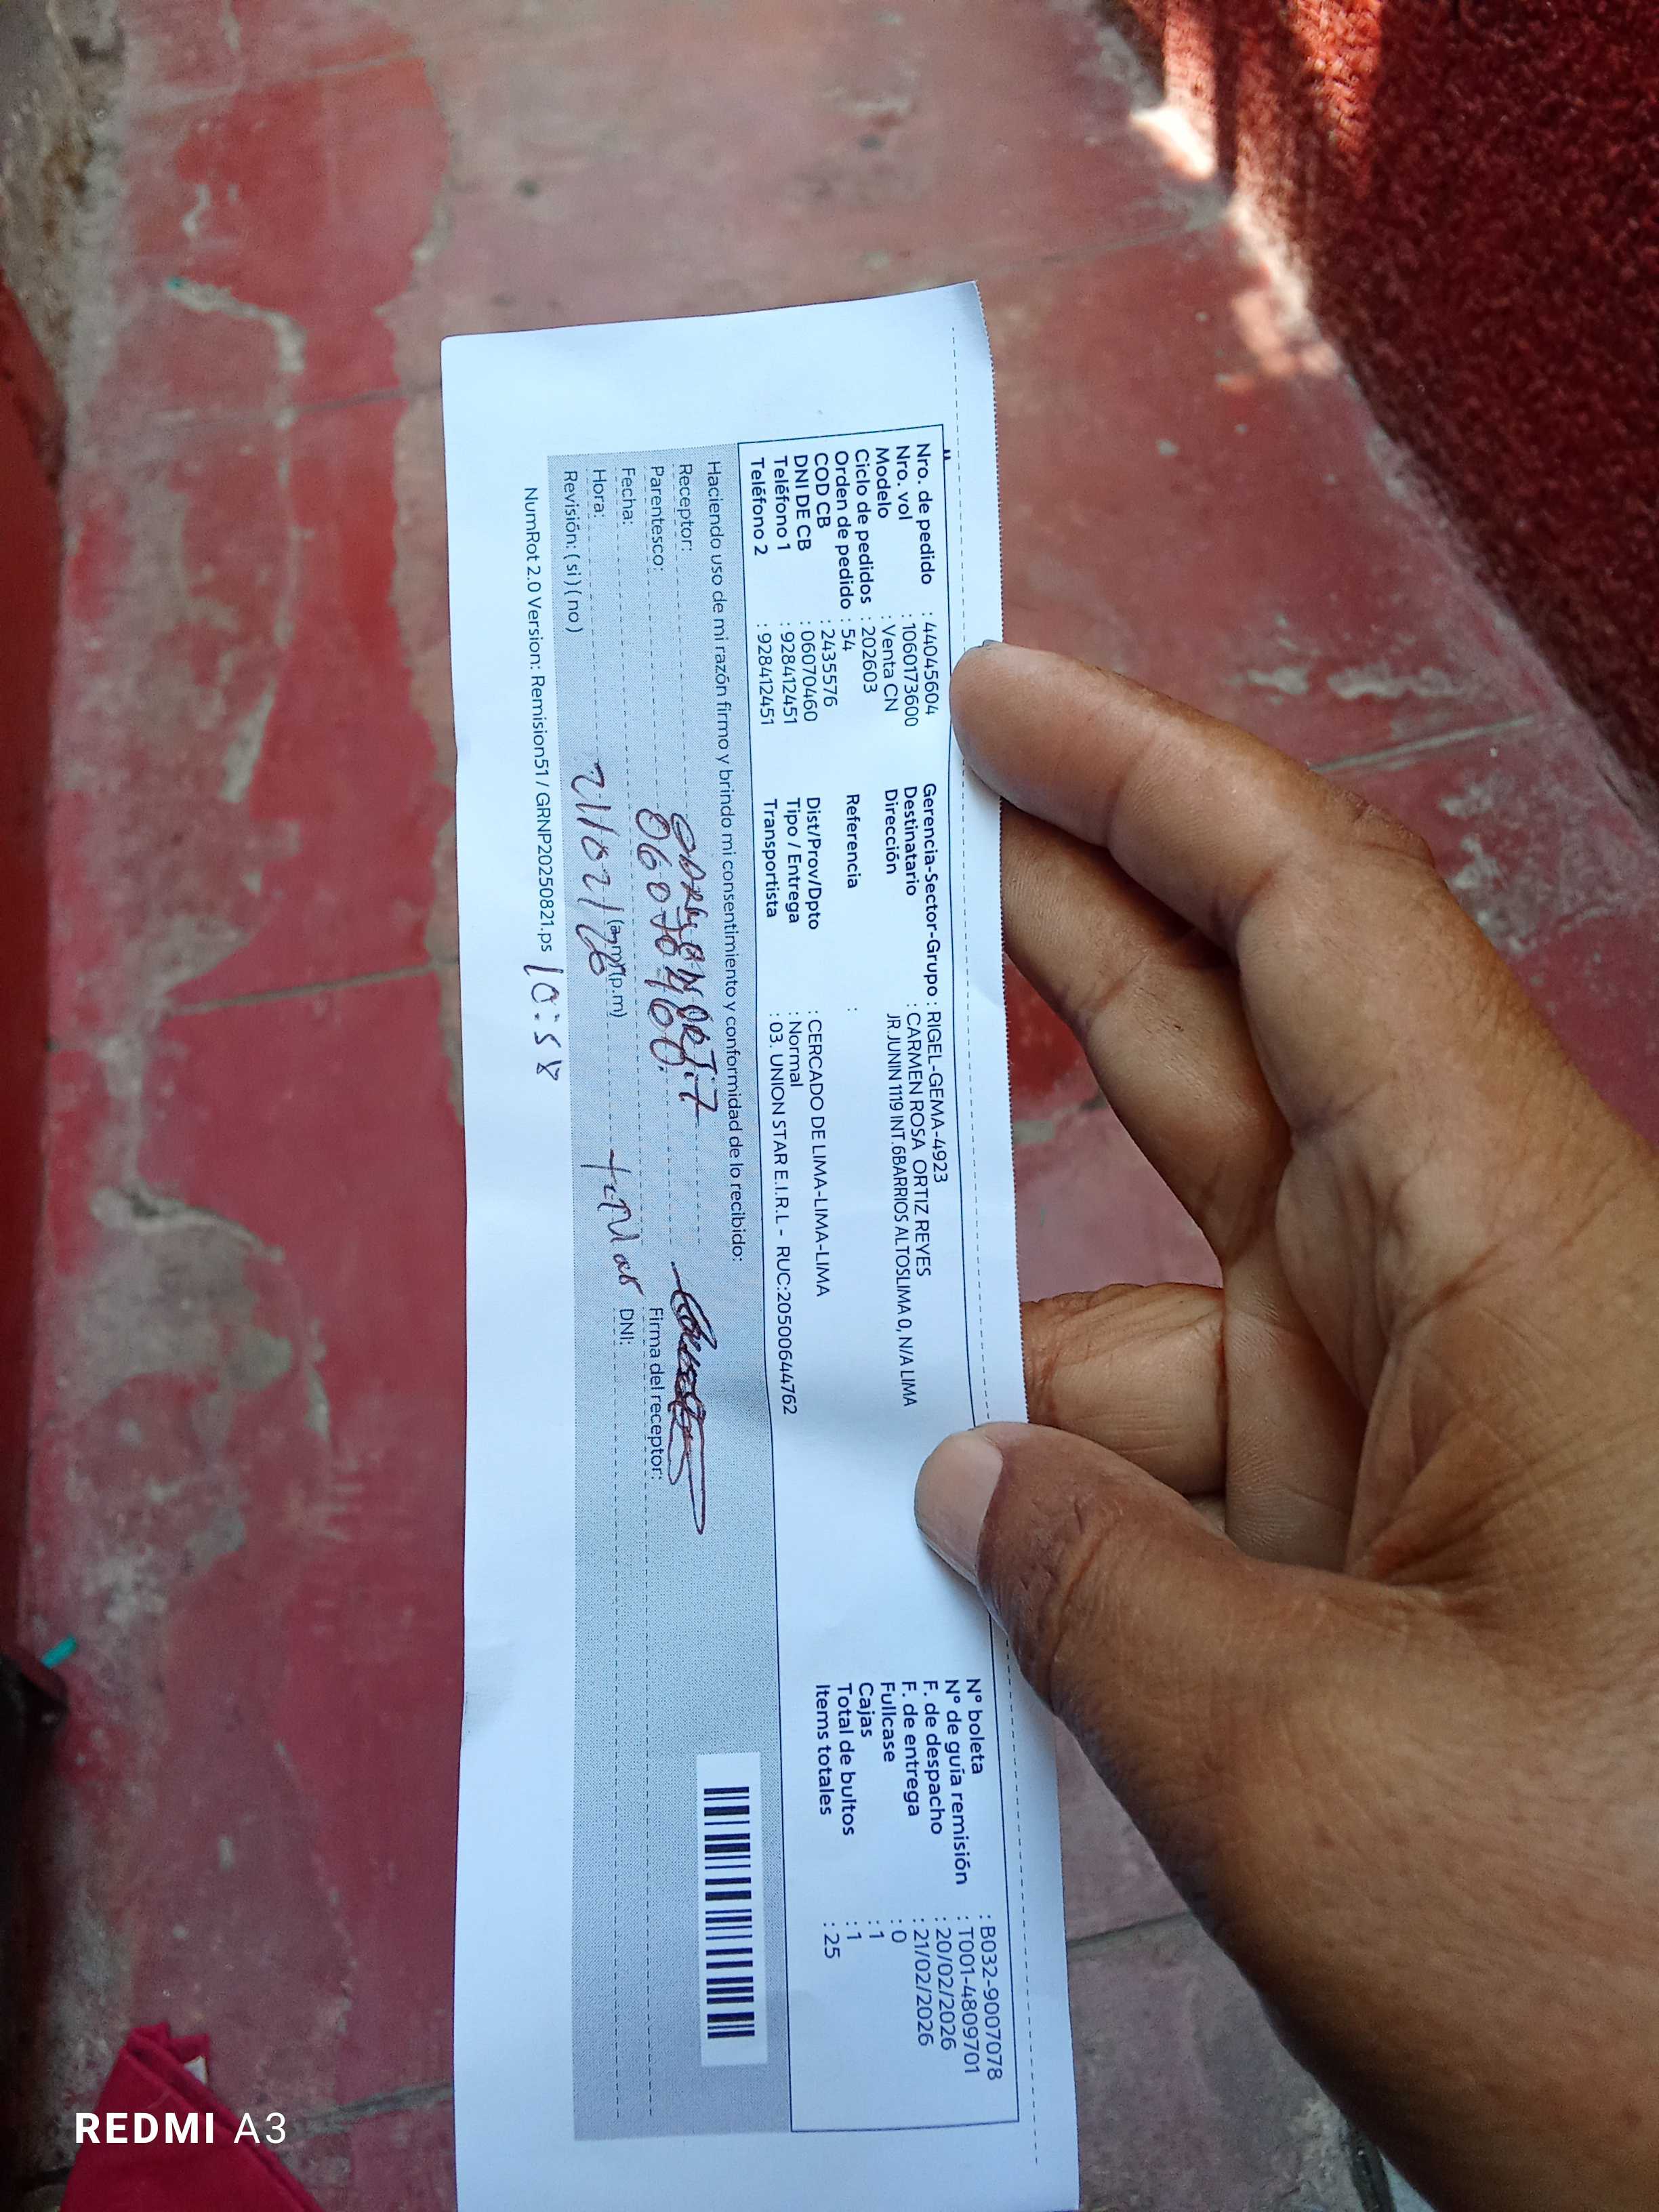 Nro. de pedido : 44045604
Nro. vol : 1060173600
Modelo : Venta CN
Ciclo de pedidos : 202603
Orden de pedido : 54
COD CB : 2435576
DNI DE CB : 06070460
Teléfono 1 : 928412451
Teléfono 2 : 928412451
Gerencia-Sector-Grupo : RIGEL-GEMA-4923
Destinatario : CARMEN ROSA ORTIZ REYES
Dirección JR.JUNIN 1119 INT.6BARRIOS ALTOSLIMA 0, N/A LIMA
Referencia :
Dist/Prov/Dpto : CERCADO DE LIMA-LIMA-LIMA
Tipo / Entrega : Normal
Transportista : 03. UNION STAR E.I.R.L - RUC:20500644762
N° boleta : B032-9007078
N° de guía remisión : T001-4809701
F. de despacho : 20/02/2026
F. de entrega : 21/02/2026
Fullcase : 0
Cajas : 1
Total de bultos : 1
Items totales : 25
Haciendo uso de mi razón firmo y brindo mi consentimiento y conformidad de lo recibido:
Receptor:
Parentesco: 06070460
Firma del receptor:
Fecha: 21/02/26
DNI:
Hora: (a.m) (p.m)
Revisión: ( si ) ( no )
NumRot 2.0 Version: Remision51 / GRNP20250821.ps 10:58
REDMI A3